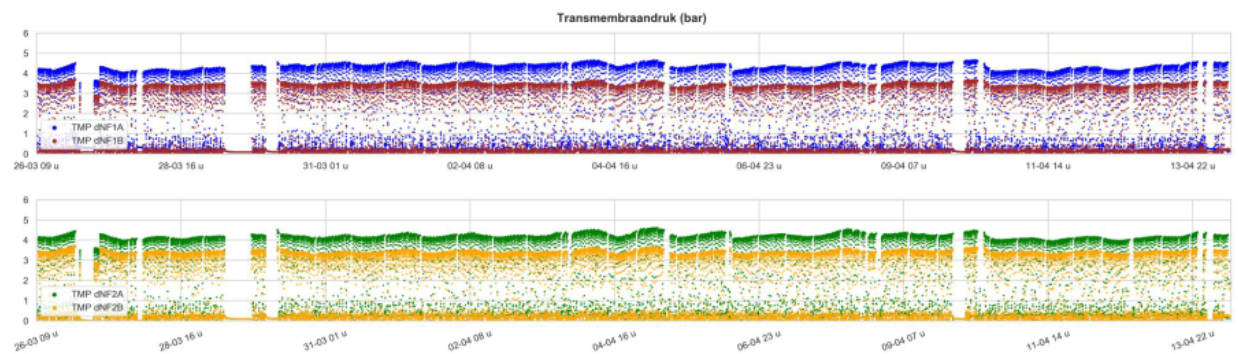 Transmembraandruk (bar)
6
5
4
3
2
1
0
TMP dNF1A
TMP dNF1B
26-03 09 u 28-03 16 u 31-03 01 u 02-04 08 u 04-04 16 u 06-04 23 u 09-04 07 u 11-04 14 u 13-04 22 u
6
5
4
3
2
1
0
TMP dNF2A
TMP dNF2B
26-03 09 u 28-03 16 u 31-03 01 u 02-04 08 u 04-04 16 u 06-04 23 u 09-04 07 u 11-04 14 u 13-04 22 u